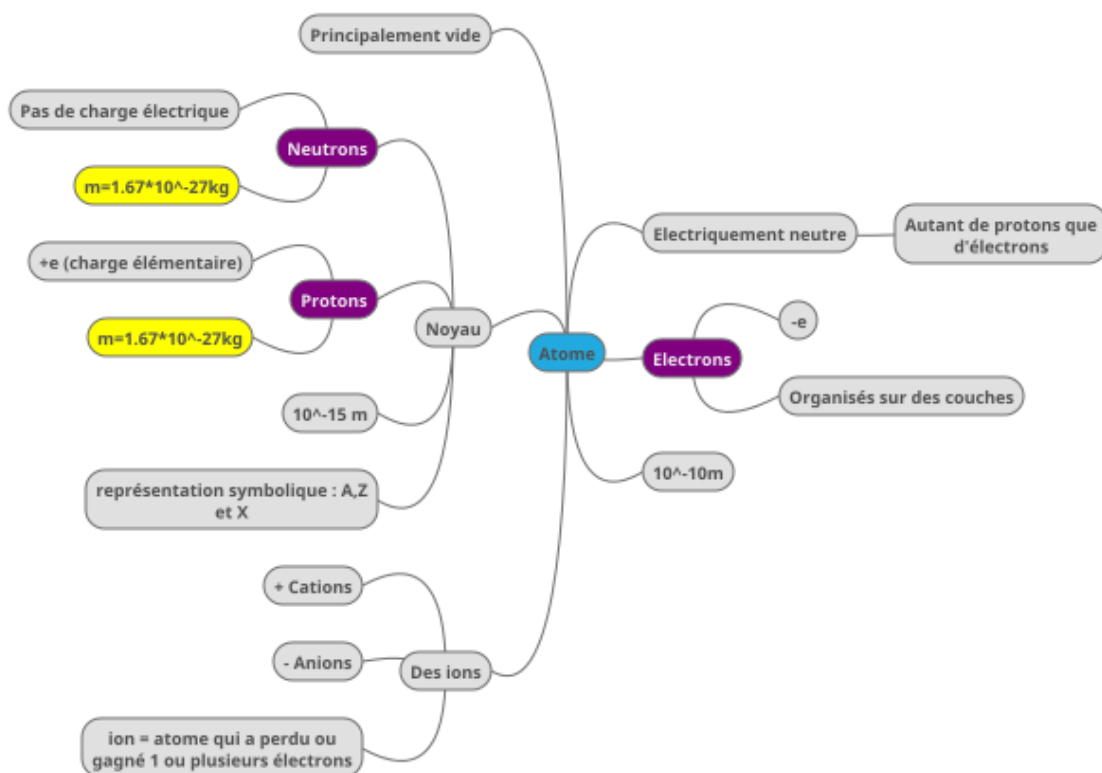 Principalement vide
Pas de charge électrique
Neutrons
m=1.67*10^-27kg
+e (charge élémentaire)
Protons
m=1.67*10^-27kg
Noyau
10^-15 m
représentation symbolique : A,Z
et X
+ Cations
- Anions
Des ions
ion = atome qui a perdu ou
gagné 1 ou plusieurs électrons
Atome
Electriquement neutre
Autant de protons que
d'électrons
-e
Electrons
Organisés sur des couches
10^-10m